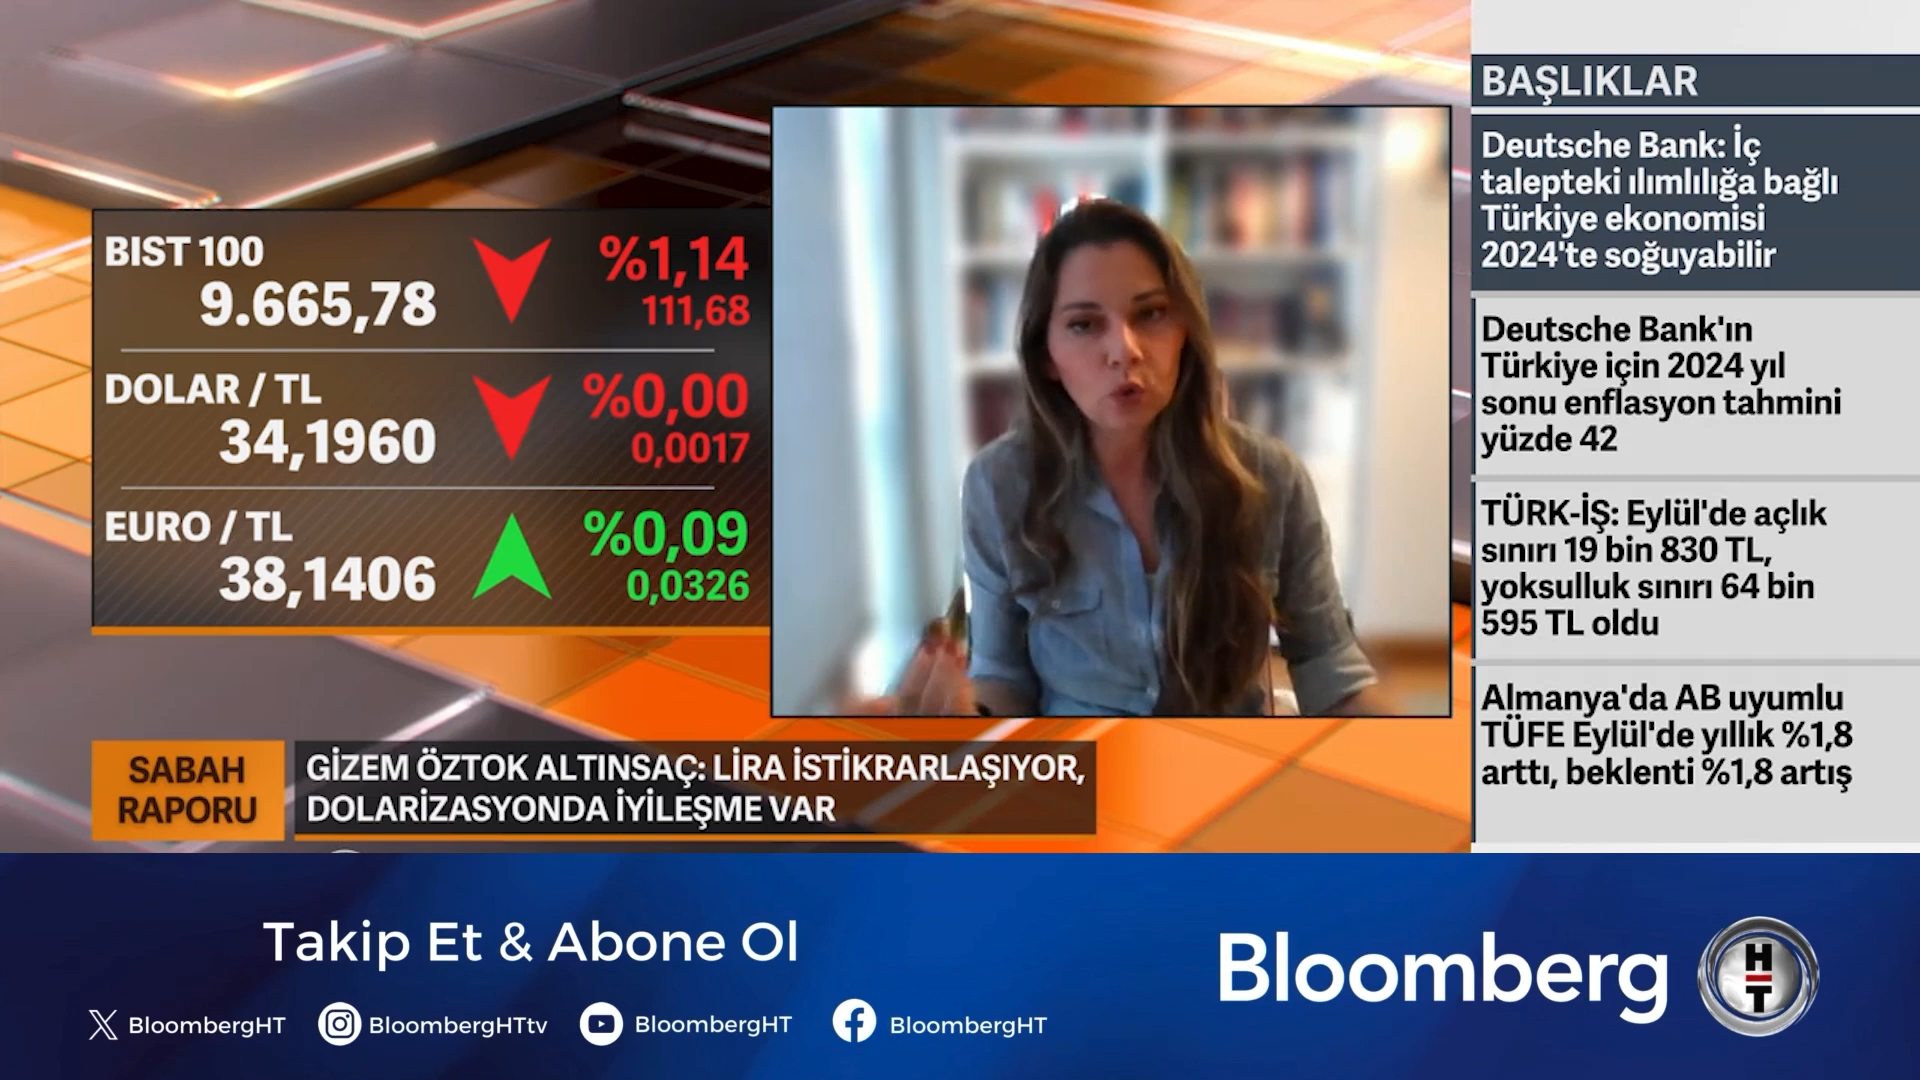 BIST 100
9.665,78
%1,14
111,68
DOLAR / TL
34,1960
%0,00
0,0017
EURO / TL
38,1406
%0,09
0,0326
SABAH
RAPORU
GİZEM ÖZTOK ALTINSAÇ: LİRA İSTİKRARLAŞIYOR,
DOLARİZASYONDA İYİLEŞME VAR
BAŞLIKLAR
Deutsche Bank: İç
talepteki ılımlılığa bağlı
Türkiye ekonomisi
2024'te soğuyabilir
Deutsche Bank'ın
Türkiye için 2024 yıl
sonu enflasyon tahmini
yüzde 42
TÜRK-İŞ: Eylül'de açlık
sınırı 19 bin 830 TL,
yoksulluk sınırı 64 bin
595 TL oldu
Almanya'da AB uyumlu
TÜFE Eylül'de yıllık %1,8
arttı, beklenti %1,8 artış
Takip Et & Abone Ol
BloombergHT
BloombergHTtv
BloombergHT
BloombergHT
Bloomberg
HT